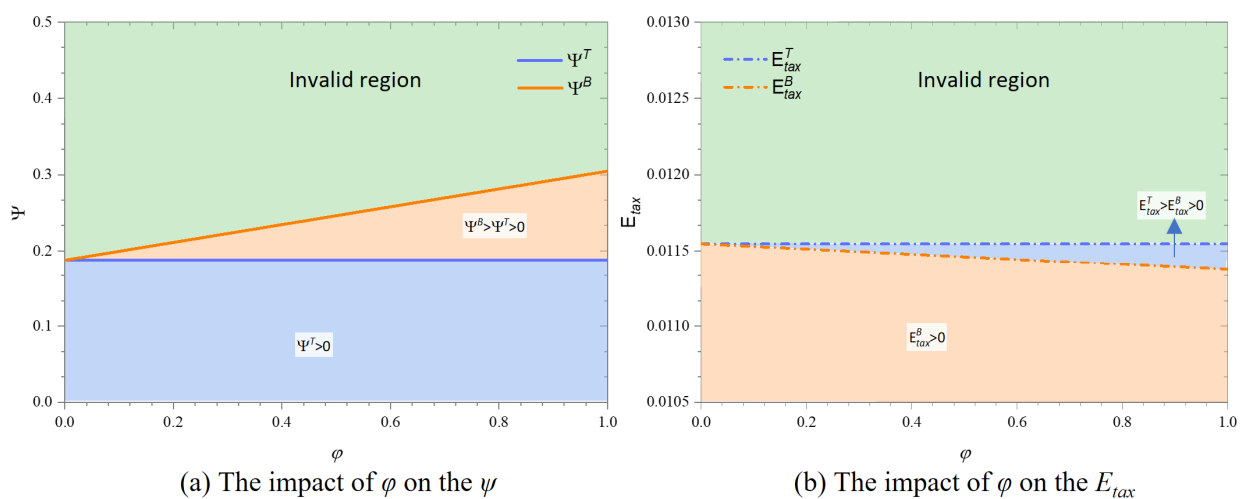 0.5
0.4
0.3
0.2
0.1
0.0
Ψ
Invalid region
Ψ^T
Ψ^B
Ψ^B>Ψ^T>0
Ψ^T>0
0.0 0.2 0.4 0.6 0.8 1.0
φ
(a) The impact of φ on the ψ
0.0130
0.0125
0.0120
0.0115
0.0110
0.0105
E_tax
E^T_tax
E^B_tax
Invalid region
E^T_tax>E^B_tax>0
E^B_tax>0
0.0 0.2 0.4 0.6 0.8 1.0
φ
(b) The impact of φ on the E_tax